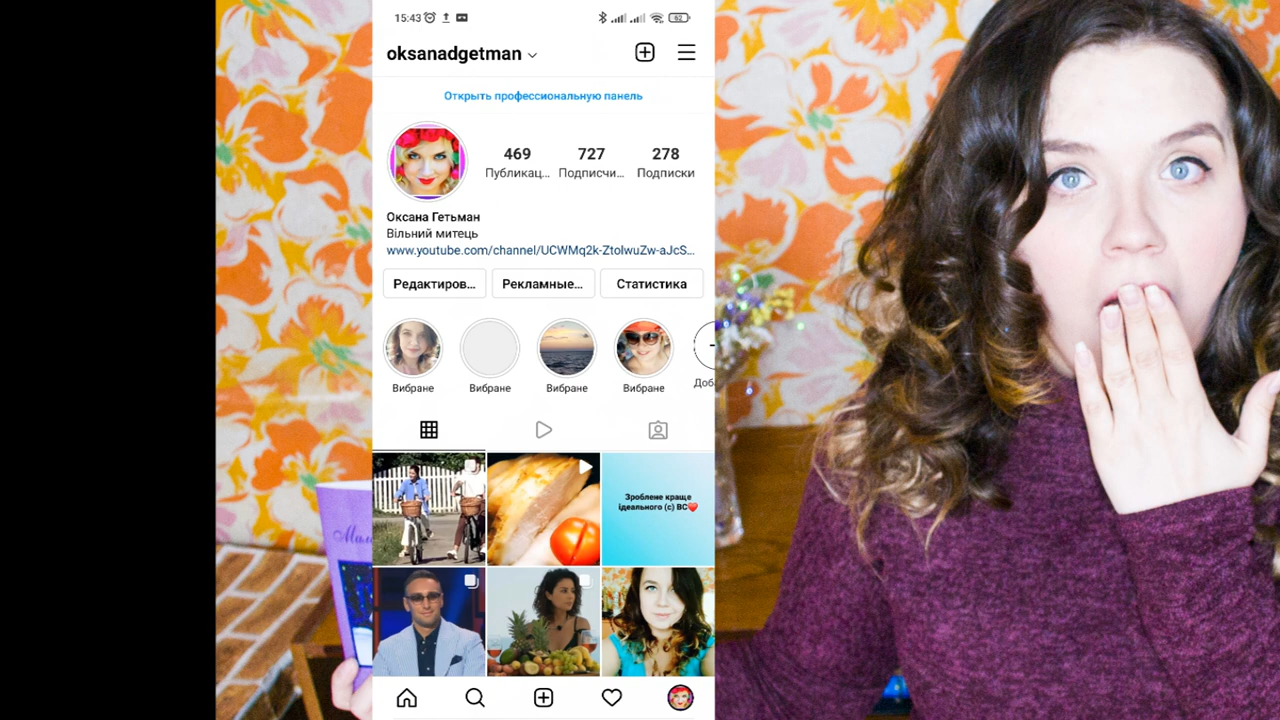 15:43
62
oksanadgetman
Открыть профессиональную панель
469 727 278
Публикац... Подписчи... Подписки
Оксана Гетьман
Вільний митець
www.youtube.com/channel/UCWMq2k-ZtolwuZw-aJcS...
Редактиров... Рекламные... Статистика
Вибране Вибране Вибране Вибране
Зроблене краще
ідеального (с) ВС❤️